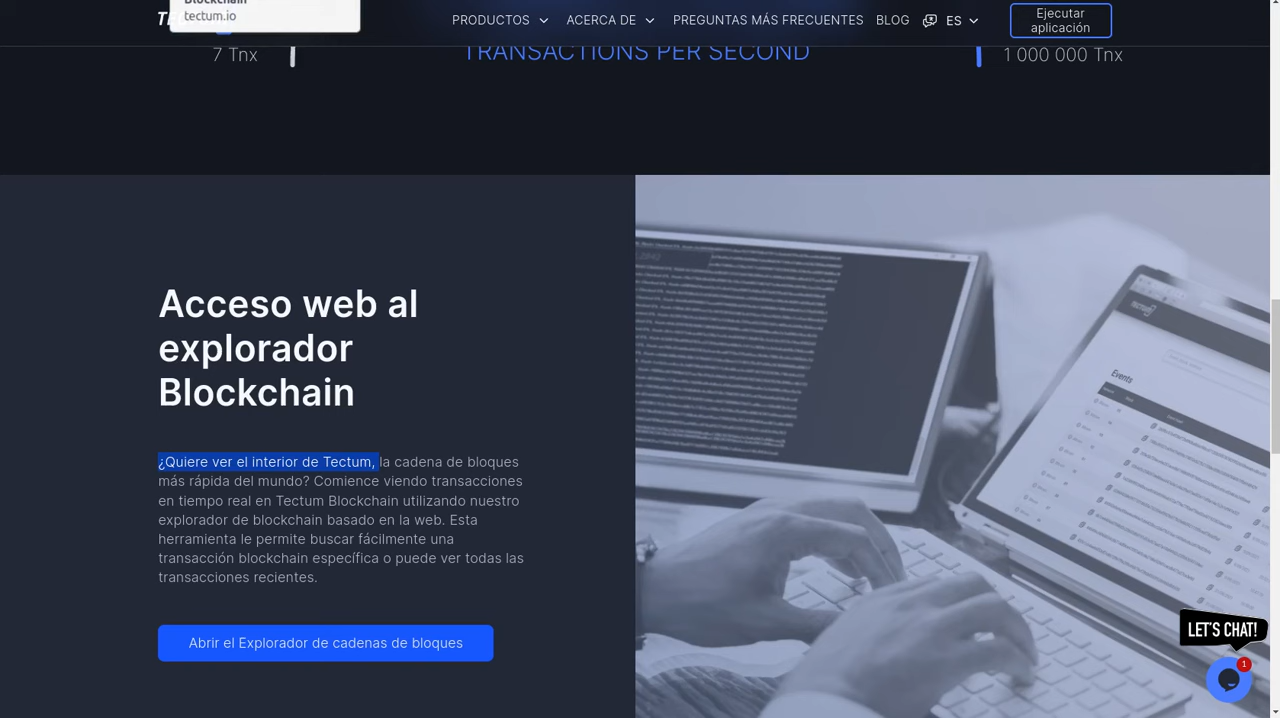 Blockchain
tectum.io
PRODUCTOS
ACERCA DE
PREGUNTAS MÁS FRECUENTES
BLOG
ES
Ejecutar
aplicación
7 Tnx
TRANSACTIONS PER SECOND
1 000 000 Tnx
Acceso web al
explorador
Blockchain
¿Quiere ver el interior de Tectum, la cadena de bloques
más rápida del mundo? Comience viendo transacciones
en tiempo real en Tectum Blockchain utilizando nuestro
explorador de blockchain basado en la web. Esta
herramienta le permite buscar fácilmente una
transacción blockchain específica o puede ver todas las
transacciones recientes.
Abrir el Explorador de cadenas de bloques
Events
LET'S CHAT!
1